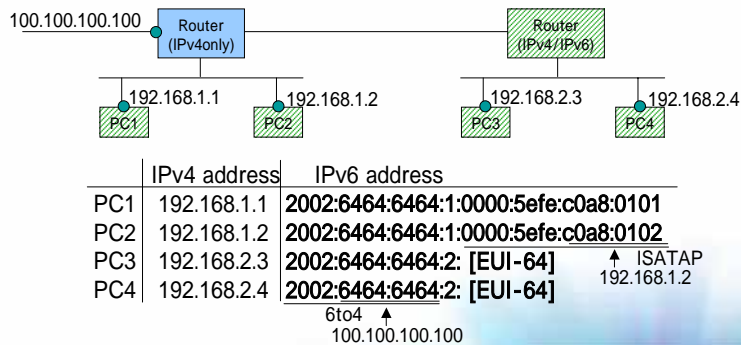 100.100.100.100
Router
(IPv4only)
Router
(IPv4/IPv6)
192.168.1.1
192.168.1.2
192.168.2.3
192.168.2.4
PC1
PC2
PC3
PC4
IPv4 address IPv6 address
PC1 192.168.1.1 2002:6464:6464:1:0000:5efe:c0a8:0101
PC2 192.168.1.2 2002:6464:6464:1:0000:5efe:c0a8:0102
PC3 192.168.2.3 2002:6464:6464:2: [EUI-64]
PC4 192.168.2.4 2002:6464:6464:2: [EUI-64]
ISATAP
192.168.1.2
6to4
100.100.100.100